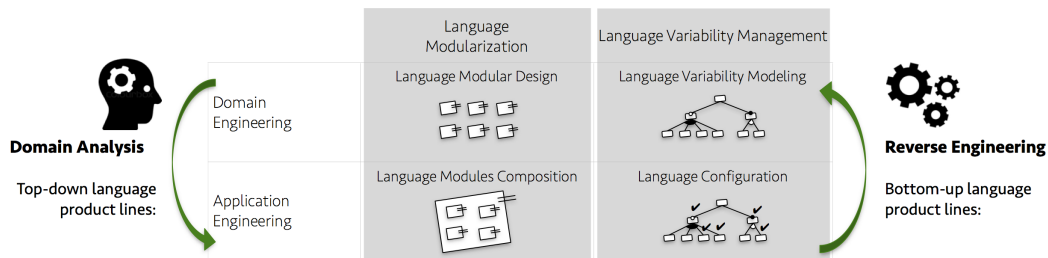 Language
Modularization
Language Variability Management
Language Modular Design
Language Variability Modeling
Domain
Engineering
Domain Analysis
Reverse Engineering
Top-down language
product lines:
Application
Engineering
Language Modules Composition
Language Configuration
Bottom-up language
product lines: